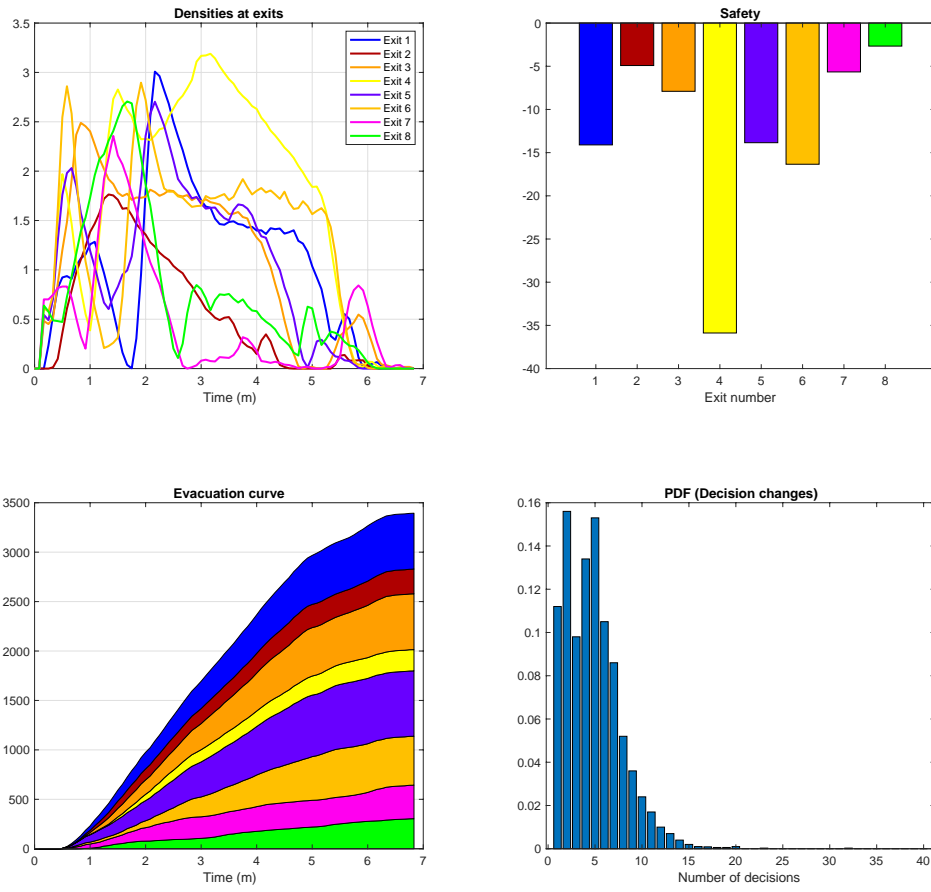 Densities at exits
3.5
3
2.5
2
1.5
1
0.5
0
0 1 2 3 4 5 6 7
Time (m)
Exit 1
Exit 2
Exit 3
Exit 4
Exit 5
Exit 6
Exit 7
Exit 8
Safety
0
-5
-10
-15
-20
-25
-30
-35
-40
1 2 3 4 5 6 7 8
Exit number
Evacuation curve
3500
3000
2500
2000
1500
1000
500
0
0 1 2 3 4 5 6 7
Time (m)
PDF (Decision changes)
0.16
0.14
0.12
0.1
0.08
0.06
0.04
0.02
0
0 5 10 15 20 25 30 35 40
Number of decisions